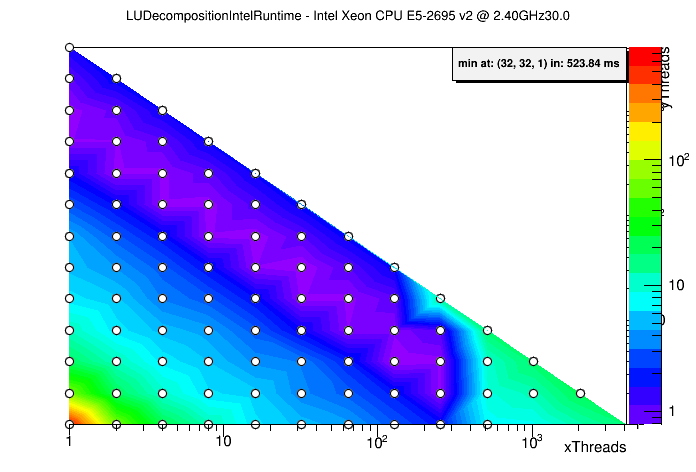 LUDecompositionIntelRuntime - Intel Xeon CPU E5-2695 v2 @ 2.40GHz30.0
min at: (32, 32, 1) in: 523.84 ms
yThreads
10²
10
1
1 10 10² 10³
xThreads